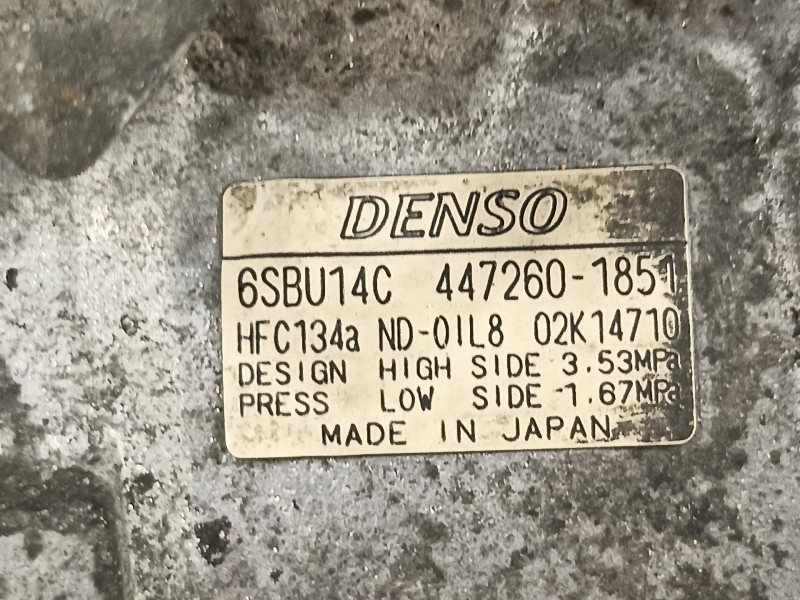 DENSO
6SBU14C 447260-1851
HFC134a ND-OIL8 02K14710
DESIGN HIGH SIDE 3.53MPa
PRESS LOW SIDE 1.67MPa
MADE IN JAPAN